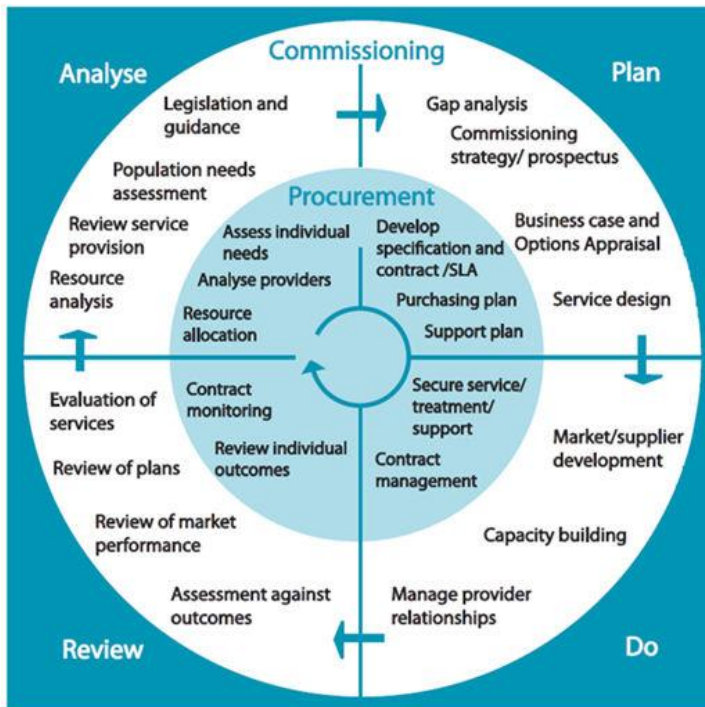 Commissioning
Analyse
Plan
Legislation and
guidance
Population needs
assessment
Review service
provision
Resource
analysis
Gap analysis
Commissioning
strategy/ prospectus
Business case and
Options Appraisal
Service design
Procurement
Assess individual
needs
Analyse providers
Resource
allocation
Develop
specification and
contract /SLA
Purchasing plan
Support plan
Contract
monitoring
Review individual
outcomes
Secure service/
treatment/
support
Contract
management
Evaluation of
services
Review of plans
Review of market
performance
Assessment against
outcomes
Market/supplier
development
Capacity building
Manage provider
relationships
Review
Do